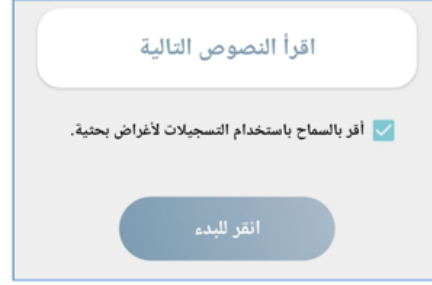 اقرأ النصوص التالية
أقر بالسماح باستخدام التسجيلات لأغراض بحثية.
انقر للبدء